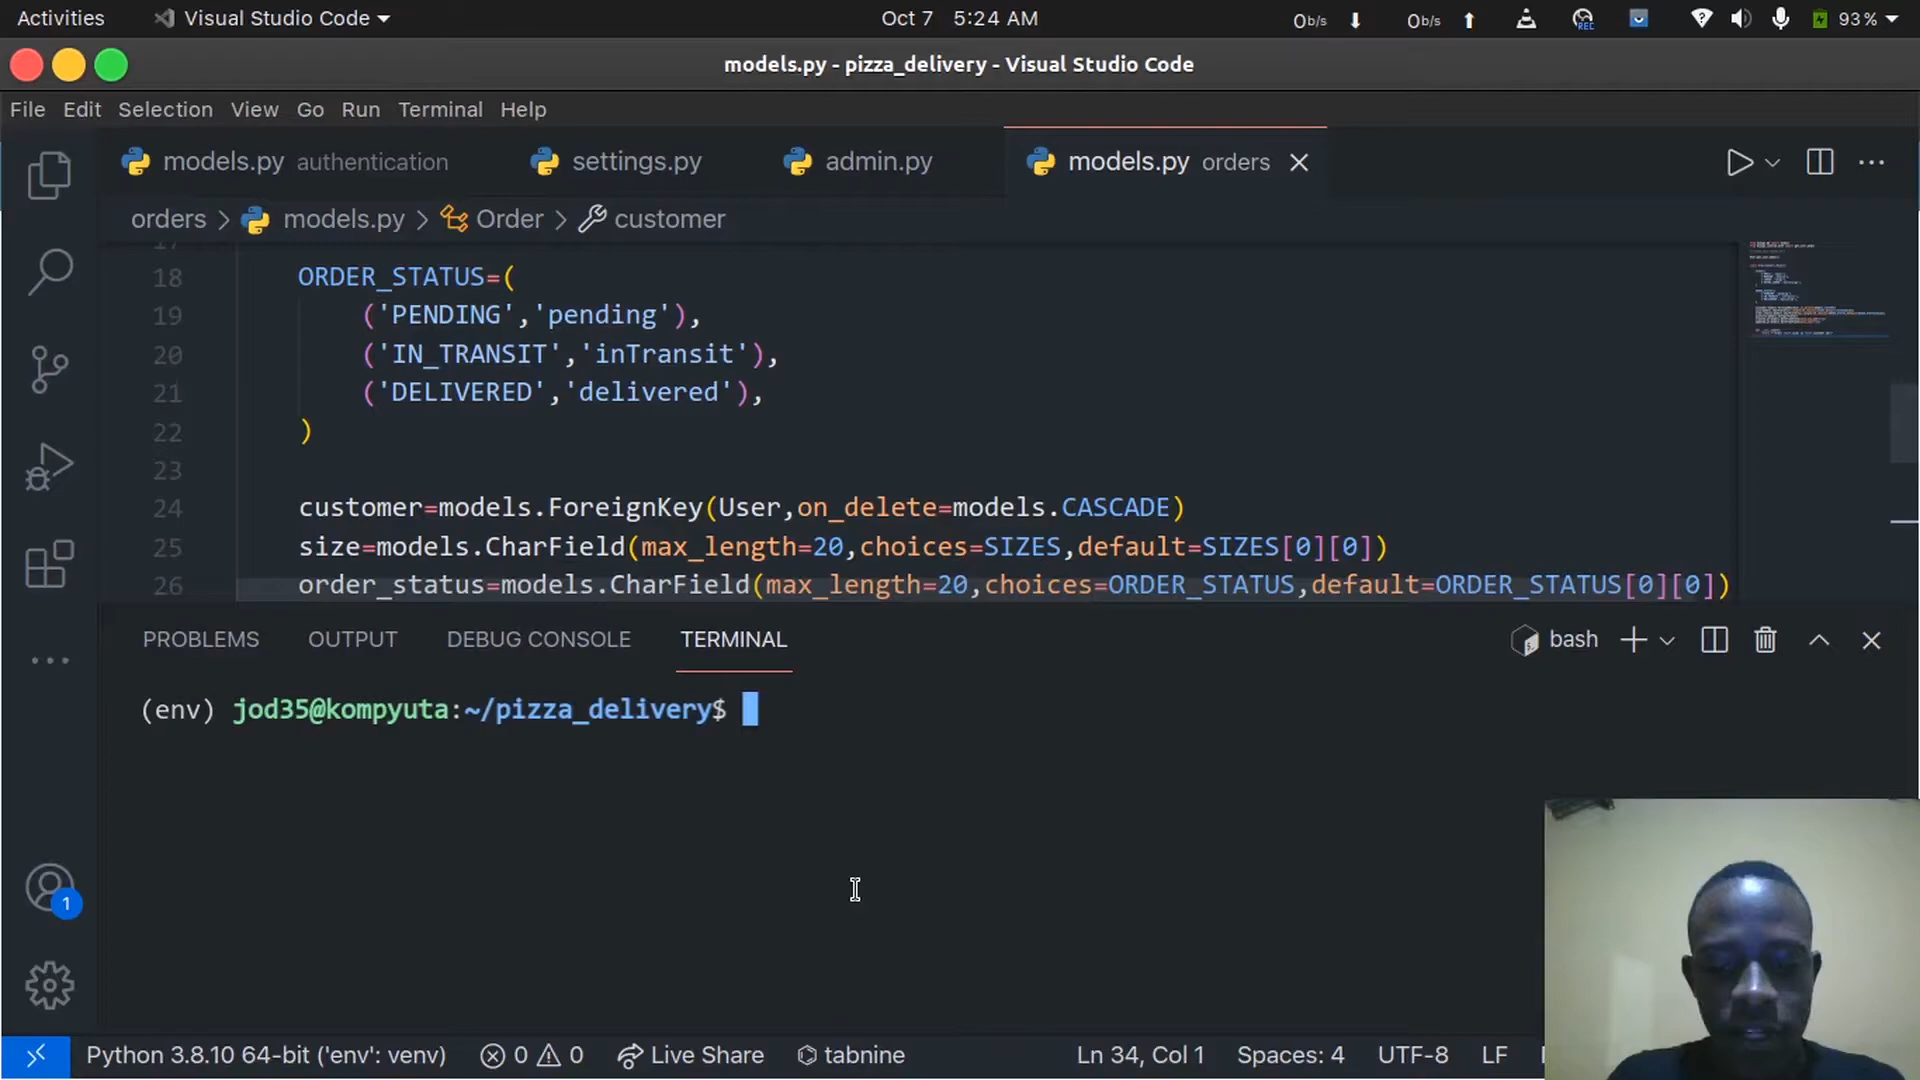 Activities Visual Studio Code Oct 7 5:24 AM 0b/s 0b/s REC 93 %
models.py - pizza_delivery - Visual Studio Code
File Edit Selection View Go Run Terminal Help
models.py authentication settings.py admin.py models.py orders
orders > models.py > Order > customer
17
18 ORDER_STATUS=(
19 ('PENDING','pending'),
20 ('IN_TRANSIT','inTransit'),
21 ('DELIVERED','delivered'),
22 )
23
24 customer=models.ForeignKey(User,on_delete=models.CASCADE)
25 size=models.CharField(max_length=20,choices=SIZES,default=SIZES[0][0])
26 order_status=models.CharField(max_length=20,choices=ORDER_STATUS,default=ORDER_STATUS[0][0])
PROBLEMS OUTPUT DEBUG CONSOLE TERMINAL bash
(env) jod35@kompyuta:~/pizza_delivery$
1
Python 3.8.10 64-bit ('env': venv) 0 0 Live Share tabnine Ln 34, Col 1 Spaces: 4 UTF-8 LF